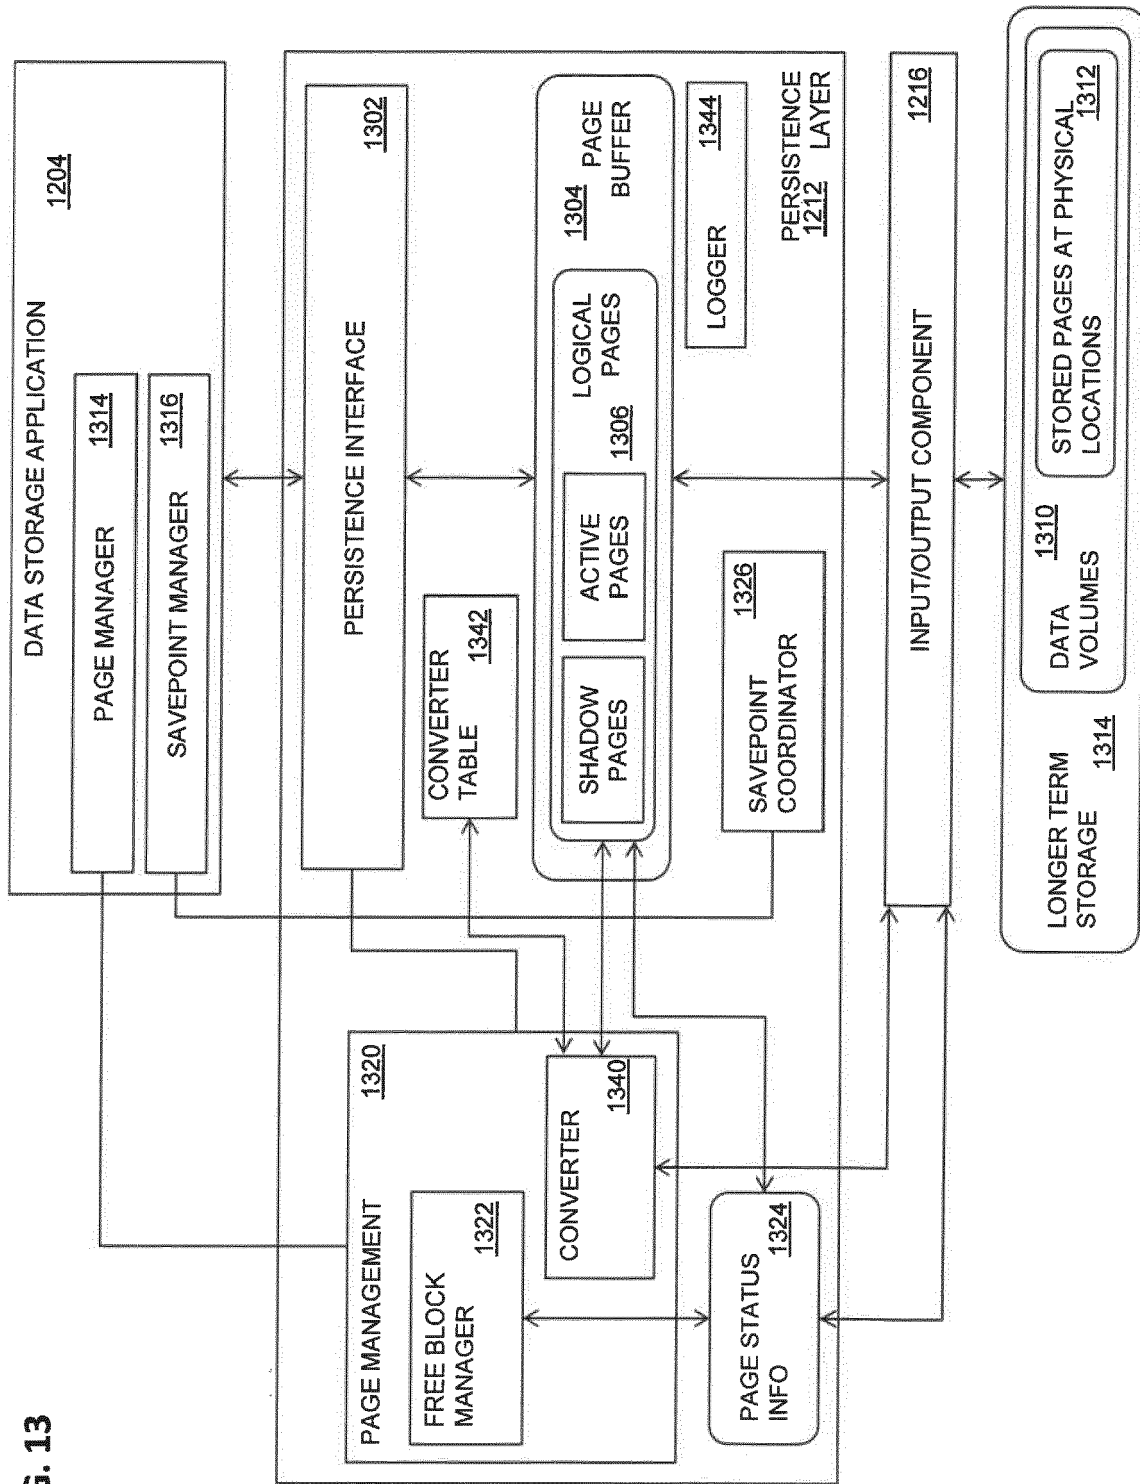 G. 13
DATA STORAGE APPLICATION
1204
PAGE MANAGER
1314
SAVEPOINT MANAGER
1316
PERSISTENCE INTERFACE
1302
PAGE MANAGEMENT
1320
FREE BLOCK
MANAGER
1322
CONVERTER
1340
CONVERTER
TABLE
1342
1304 PAGE
BUFFER
LOGICAL
PAGES
1306
SHADOW
PAGES
ACTIVE
PAGES
LOGGER
1344
PAGE STATUS
INFO
1324
SAVEPOINT
COORDINATOR
1326
PERSISTENCE
1212 LAYER
INPUT/OUTPUT COMPONENT
1216
LONGER TERM
STORAGE
1314
DATA
VOLUMES
1310
STORED PAGES AT PHYSICAL
LOCATIONS
1312